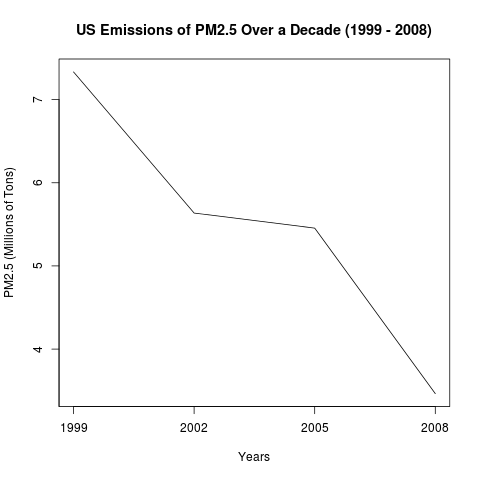 US Emissions of PM2.5 Over a Decade (1999 - 2008)
PM2.5 (Millions of Tons)
7
6
5
4
1999 2002 2005 2008
Years